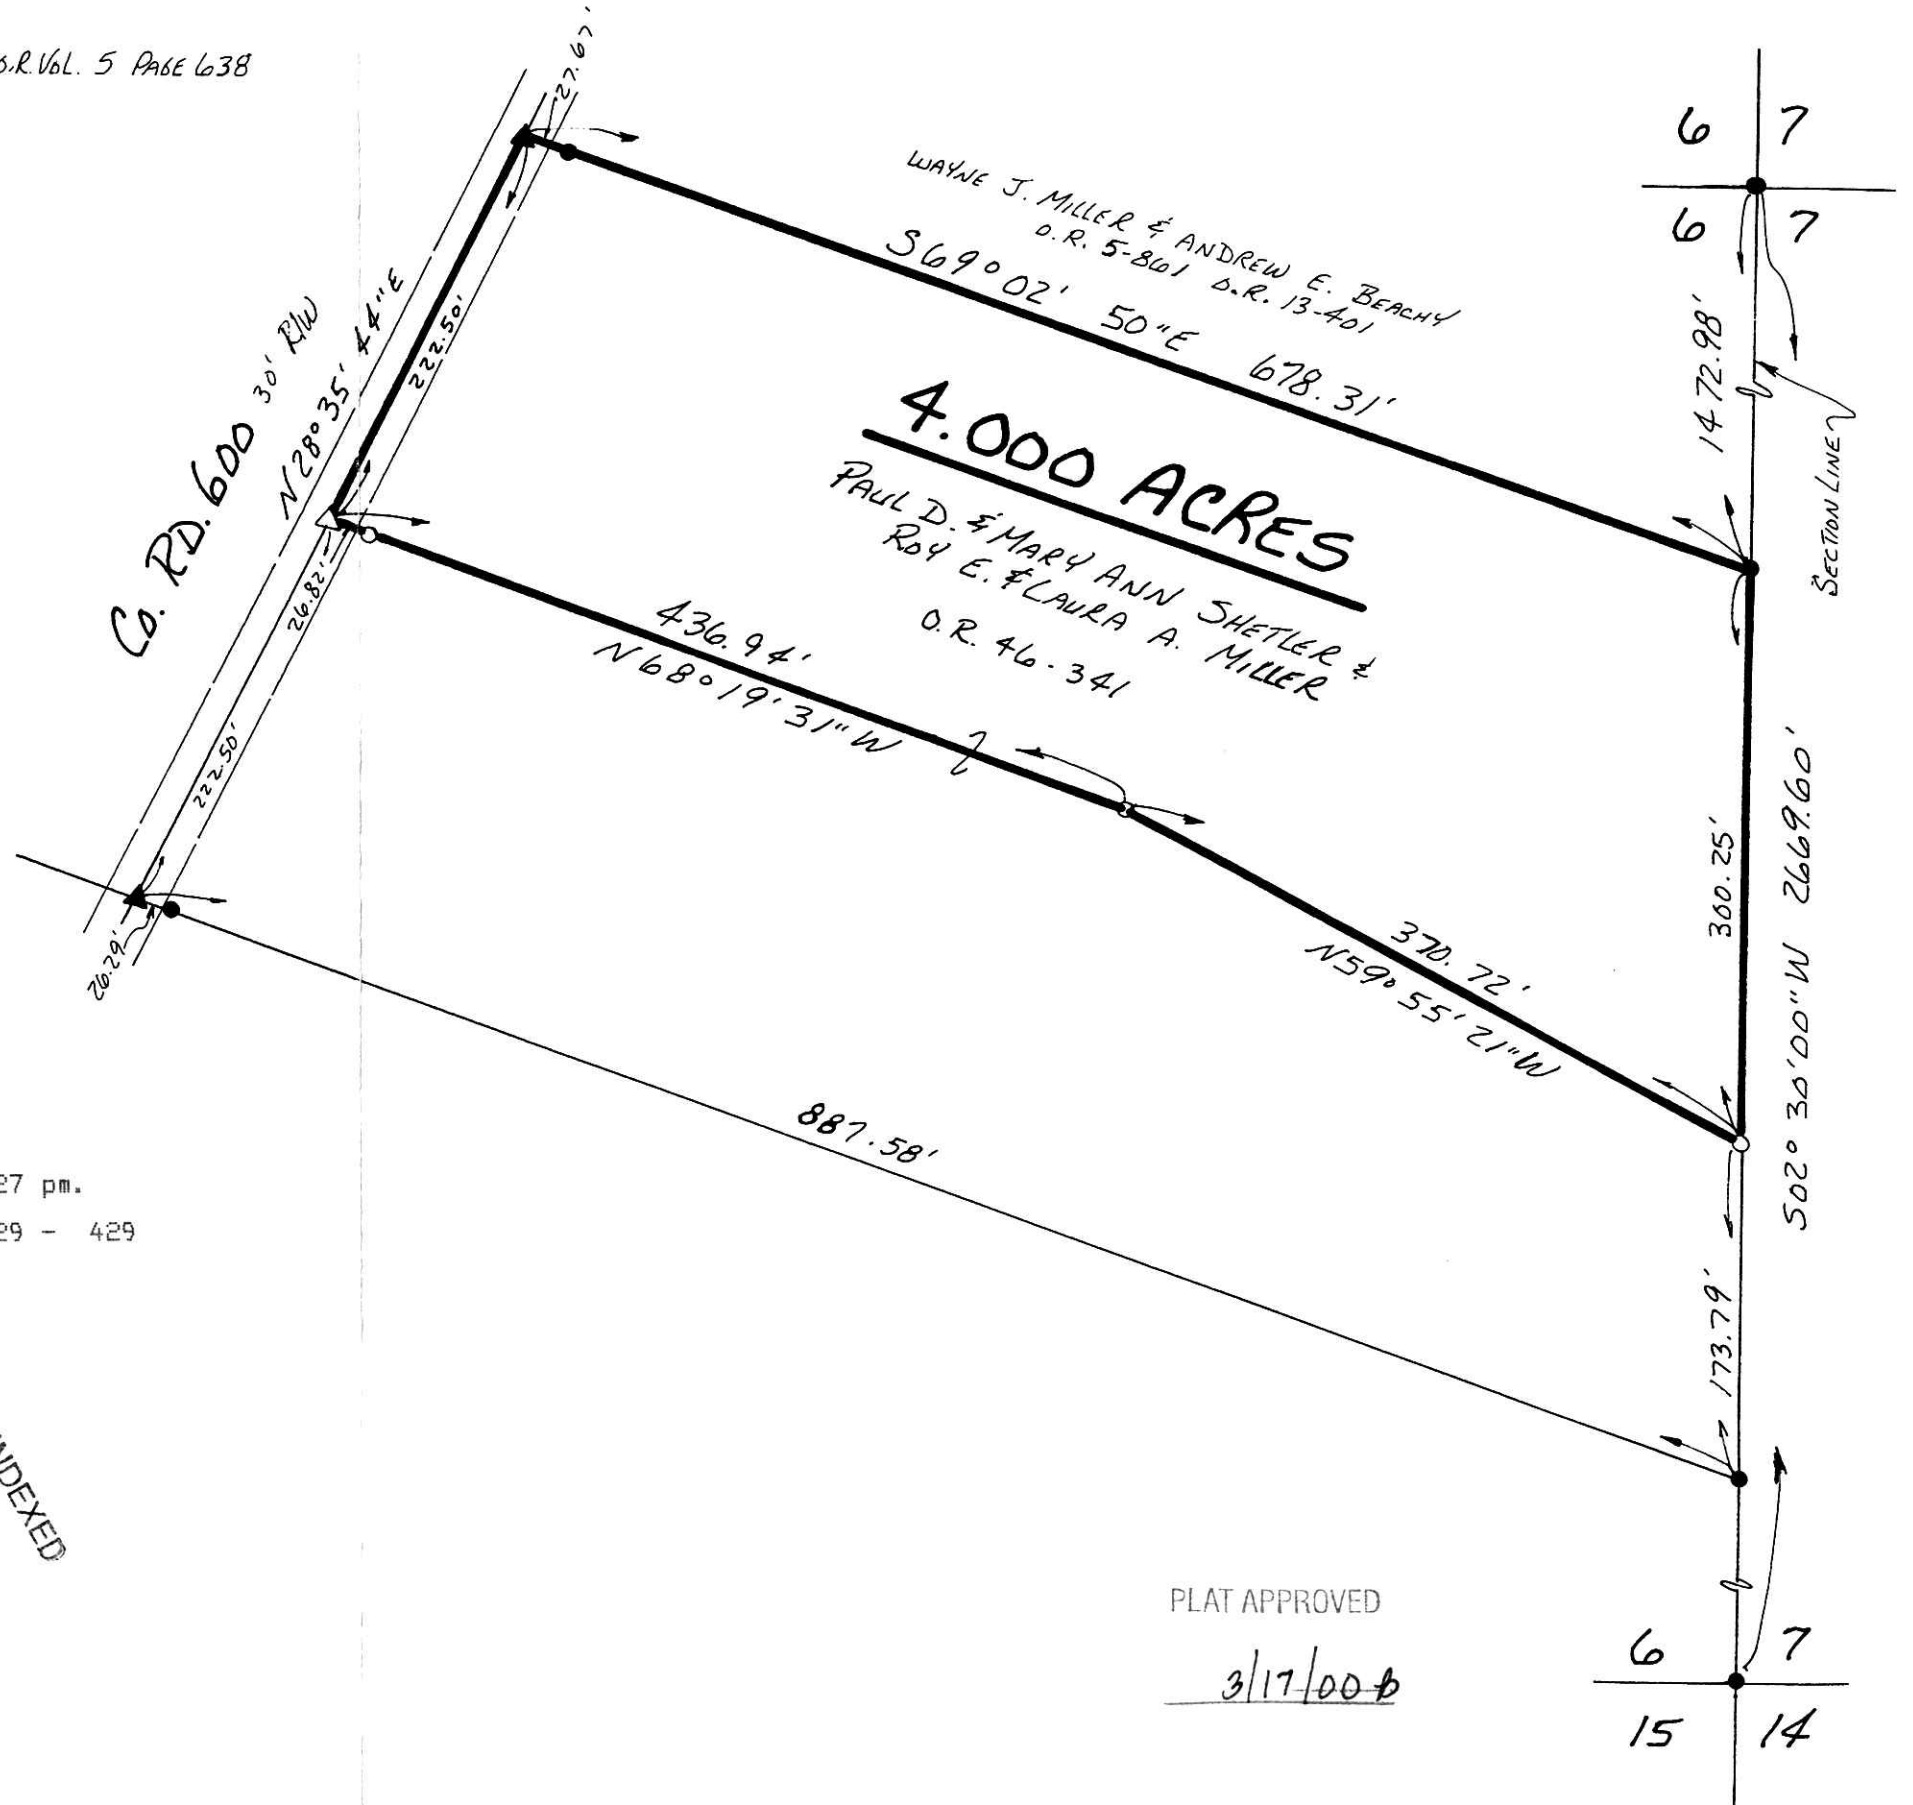 O.R. VOL. 5 PAGE 638
27.67'
6 7
6 7
WAYNE J. MILLER & ANDREW E. BEACHY
O.R. 5-861 O.R. 13-401
S69° 02' 50"E 678.31'
1472.98'
SECTION LINE
Co. RD. 600 30' R/W
N28° 35' 44"E
222.50'
4.000 ACRES
PAUL D. & MARY ANN SHETLER &
ROY E. & LAURA A. MILLER
O.R. 46-341
26.82'
436.94'
N68° 19' 31" W
222.50'
300.25'
S02° 30' 00" W 2669.60'
370.72'
N59° 55' 21" W
26.29'
887.58'
173.79'
27 pm.
29 - 429
INDEXED
PLAT APPROVED
3/17/00
6 7
15 14